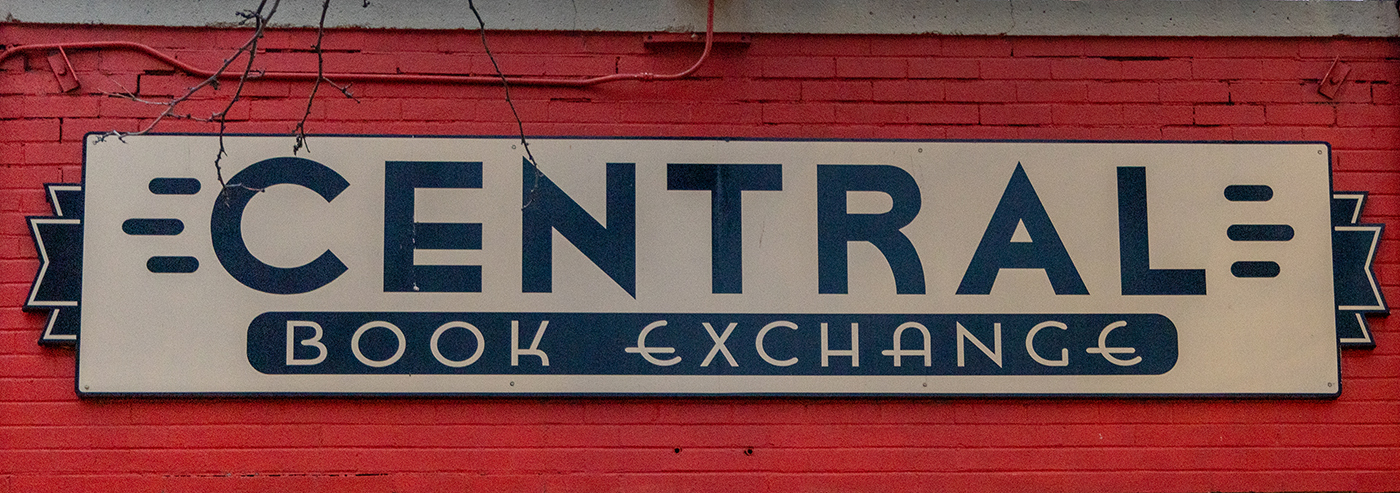 CENTRAL
BOOK EXCHANGE